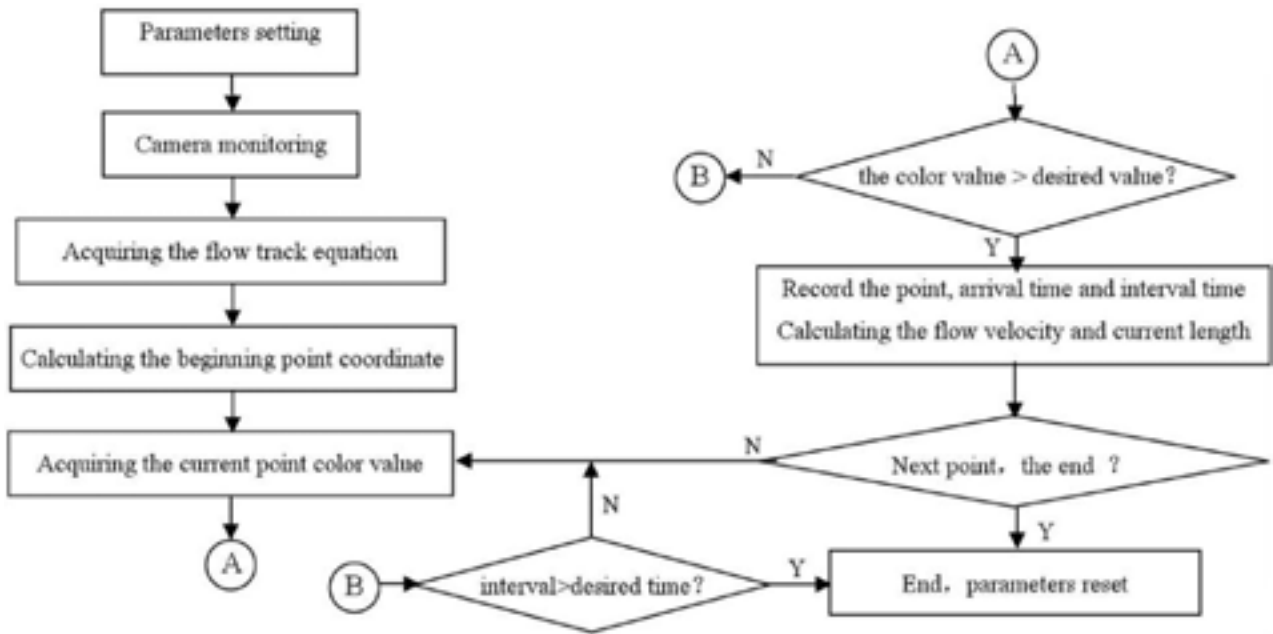 Parameters setting
Camera monitoring
Acquiring the flow track equation
Calculating the beginning point coordinate
Acquiring the current point color value
A
A
the color value > desired value?
N
B
Y
Record the point, arrival time and interval time
Calculating the flow velocity and current length
Next point, the end ?
N
Y
B
interval>desired time?
N
Y
End, parameters reset